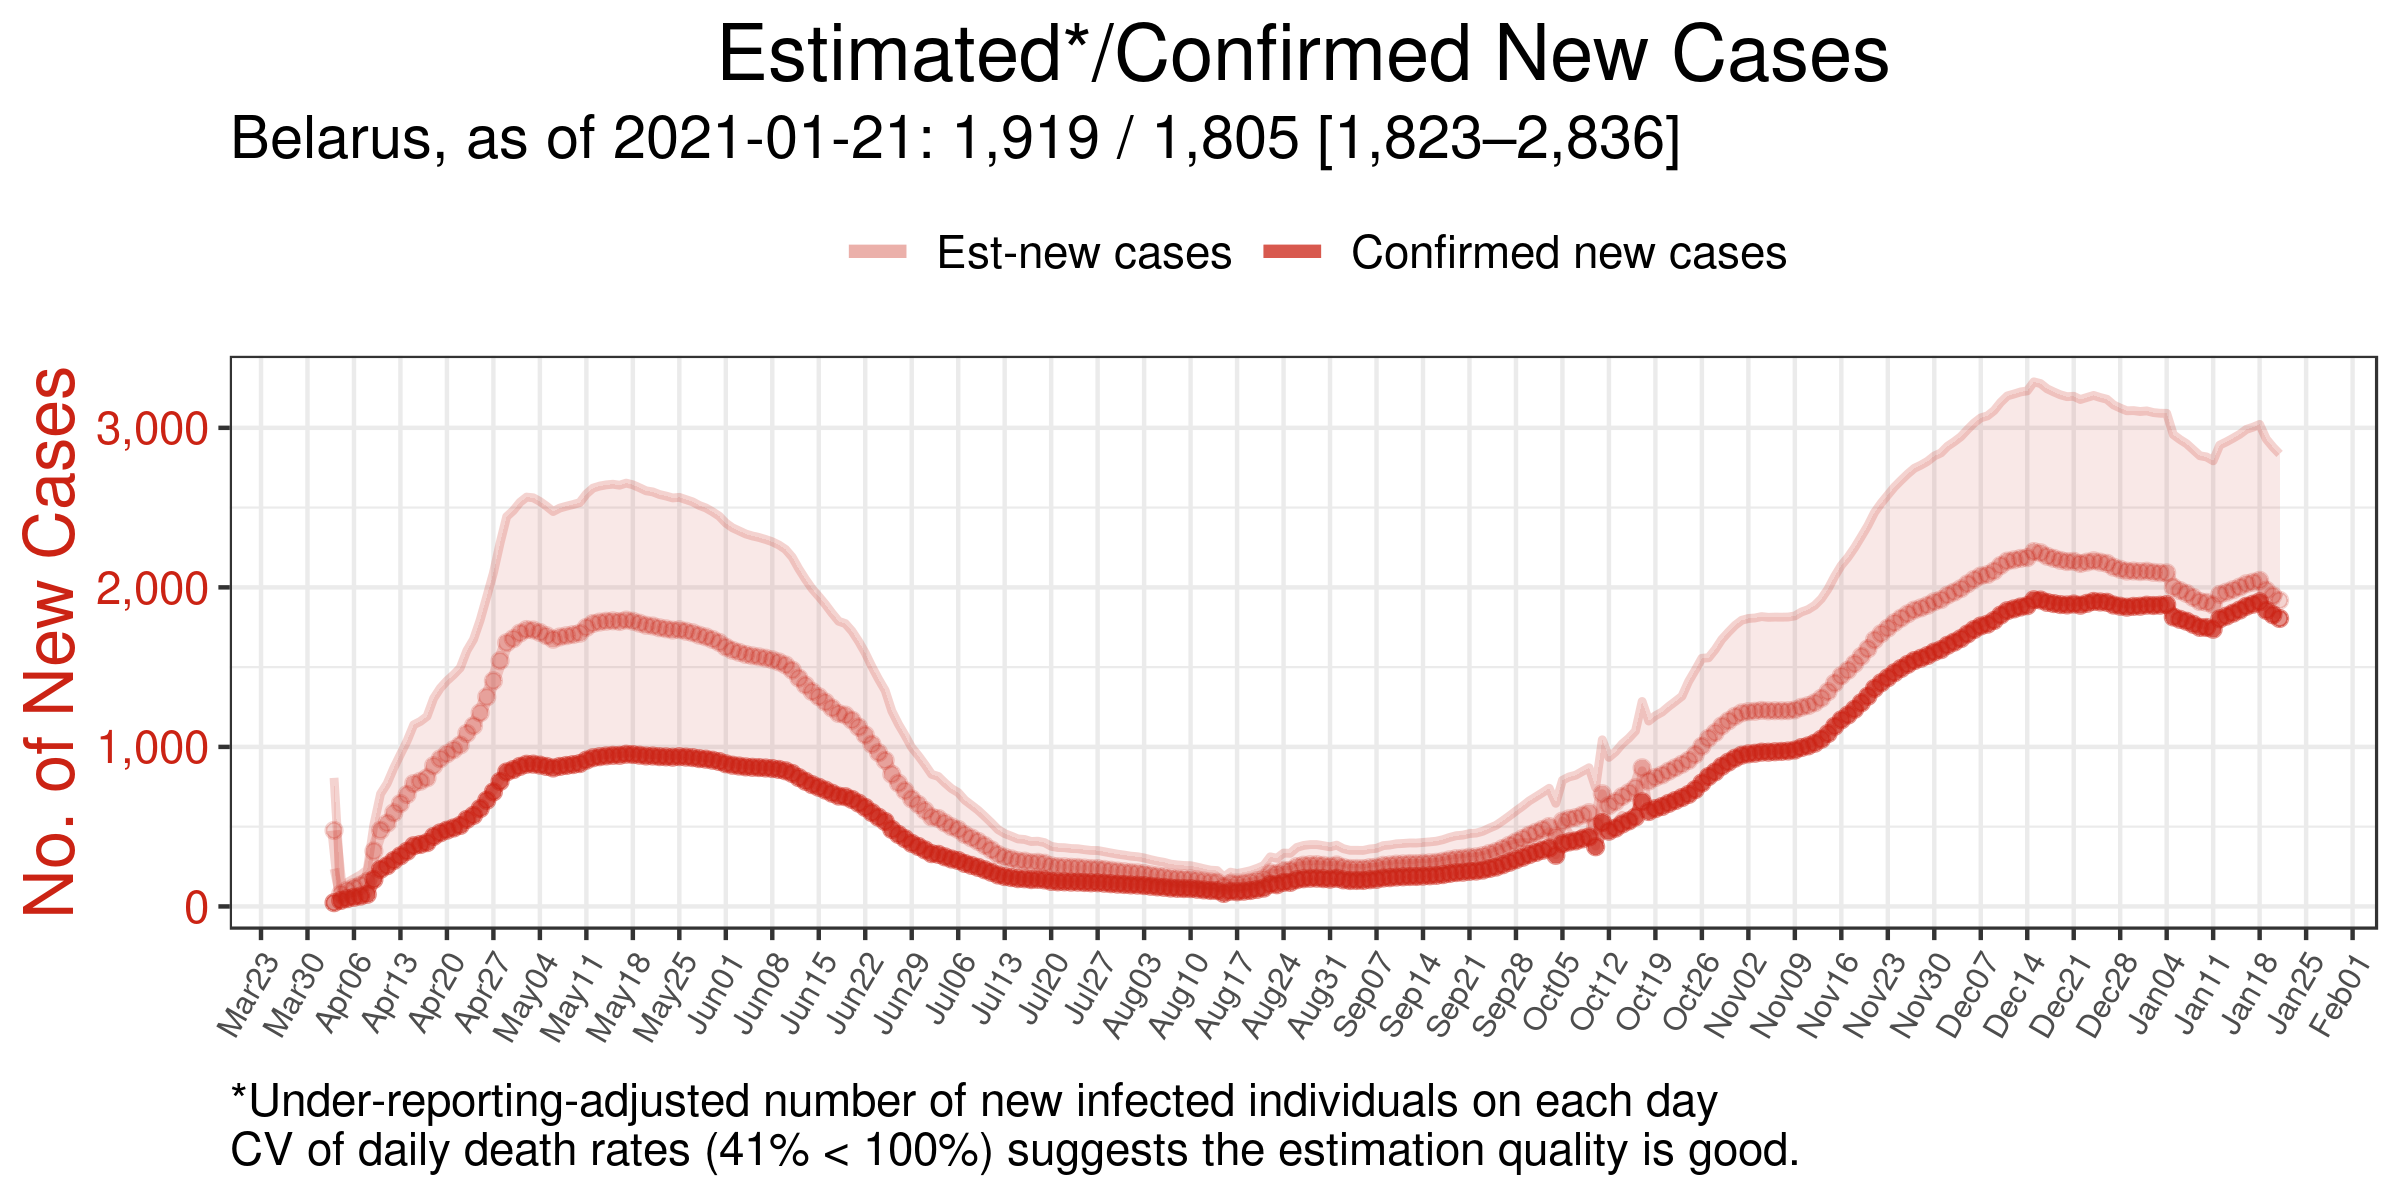 Estimated*/Confirmed New Cases
Belarus, as of 2021-01-21: 1,919 / 1,805 [1,823–2,836]
Est-new cases Confirmed new cases
No. of New Cases
3,000
2,000
1,000
0
Mar23 Mar30 Apr06 Apr13 Apr20 Apr27 May04 May11 May18 May25 Jun01 Jun08 Jun15 Jun22 Jun29 Jul06 Jul13 Jul20 Jul27 Aug03 Aug10 Aug17 Aug24 Aug31 Sep07 Sep14 Sep21 Sep28 Oct05 Oct12 Oct19 Oct26 Nov02 Nov09 Nov16 Nov23 Nov30 Dec07 Dec14 Dec21 Dec28 Jan04 Jan11 Jan18 Jan25 Feb01
*Under-reporting-adjusted number of new infected individuals on each day
CV of daily death rates (41% < 100%) suggests the estimation quality is good.